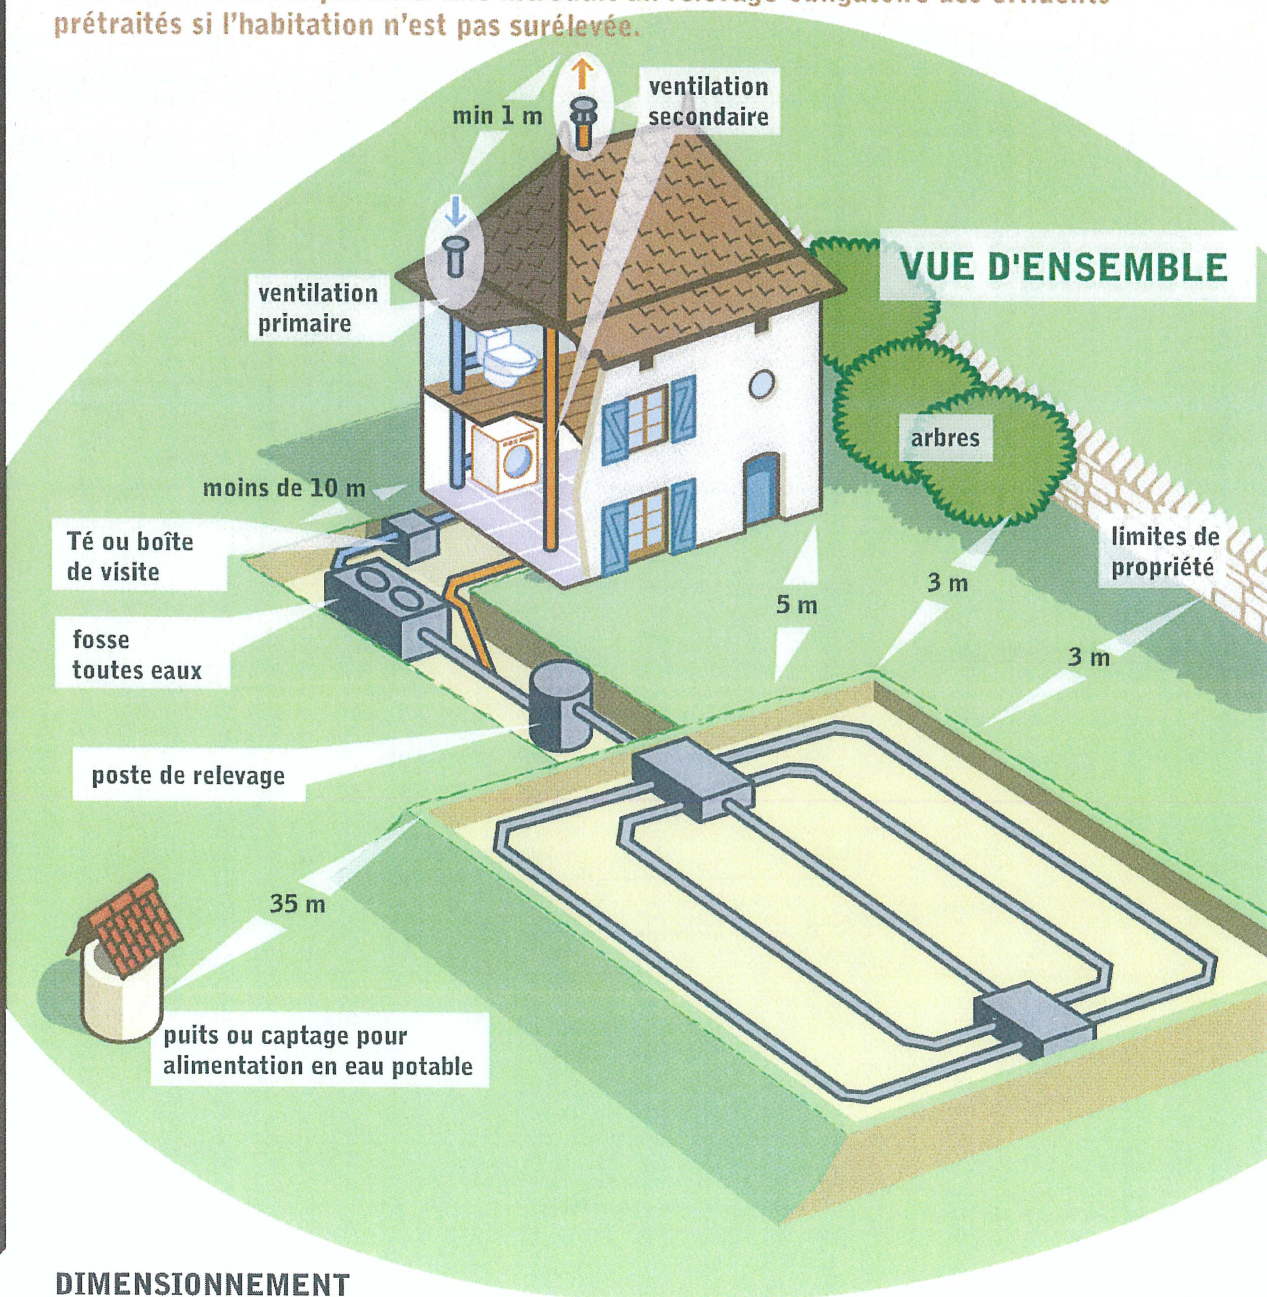 prétraités si l'habitation n'est pas surélevée.
min 1 m
ventilation
secondaire
VUE D'ENSEMBLE
ventilation
primaire
arbres
moins de 10 m
Té ou boîte
de visite
limites de
propriété
3 m
5 m
fosse
toutes eaux
3 m
poste de relevage
35 m
puits ou captage pour
alimentation en eau potable
DIMENSIONNEMENT